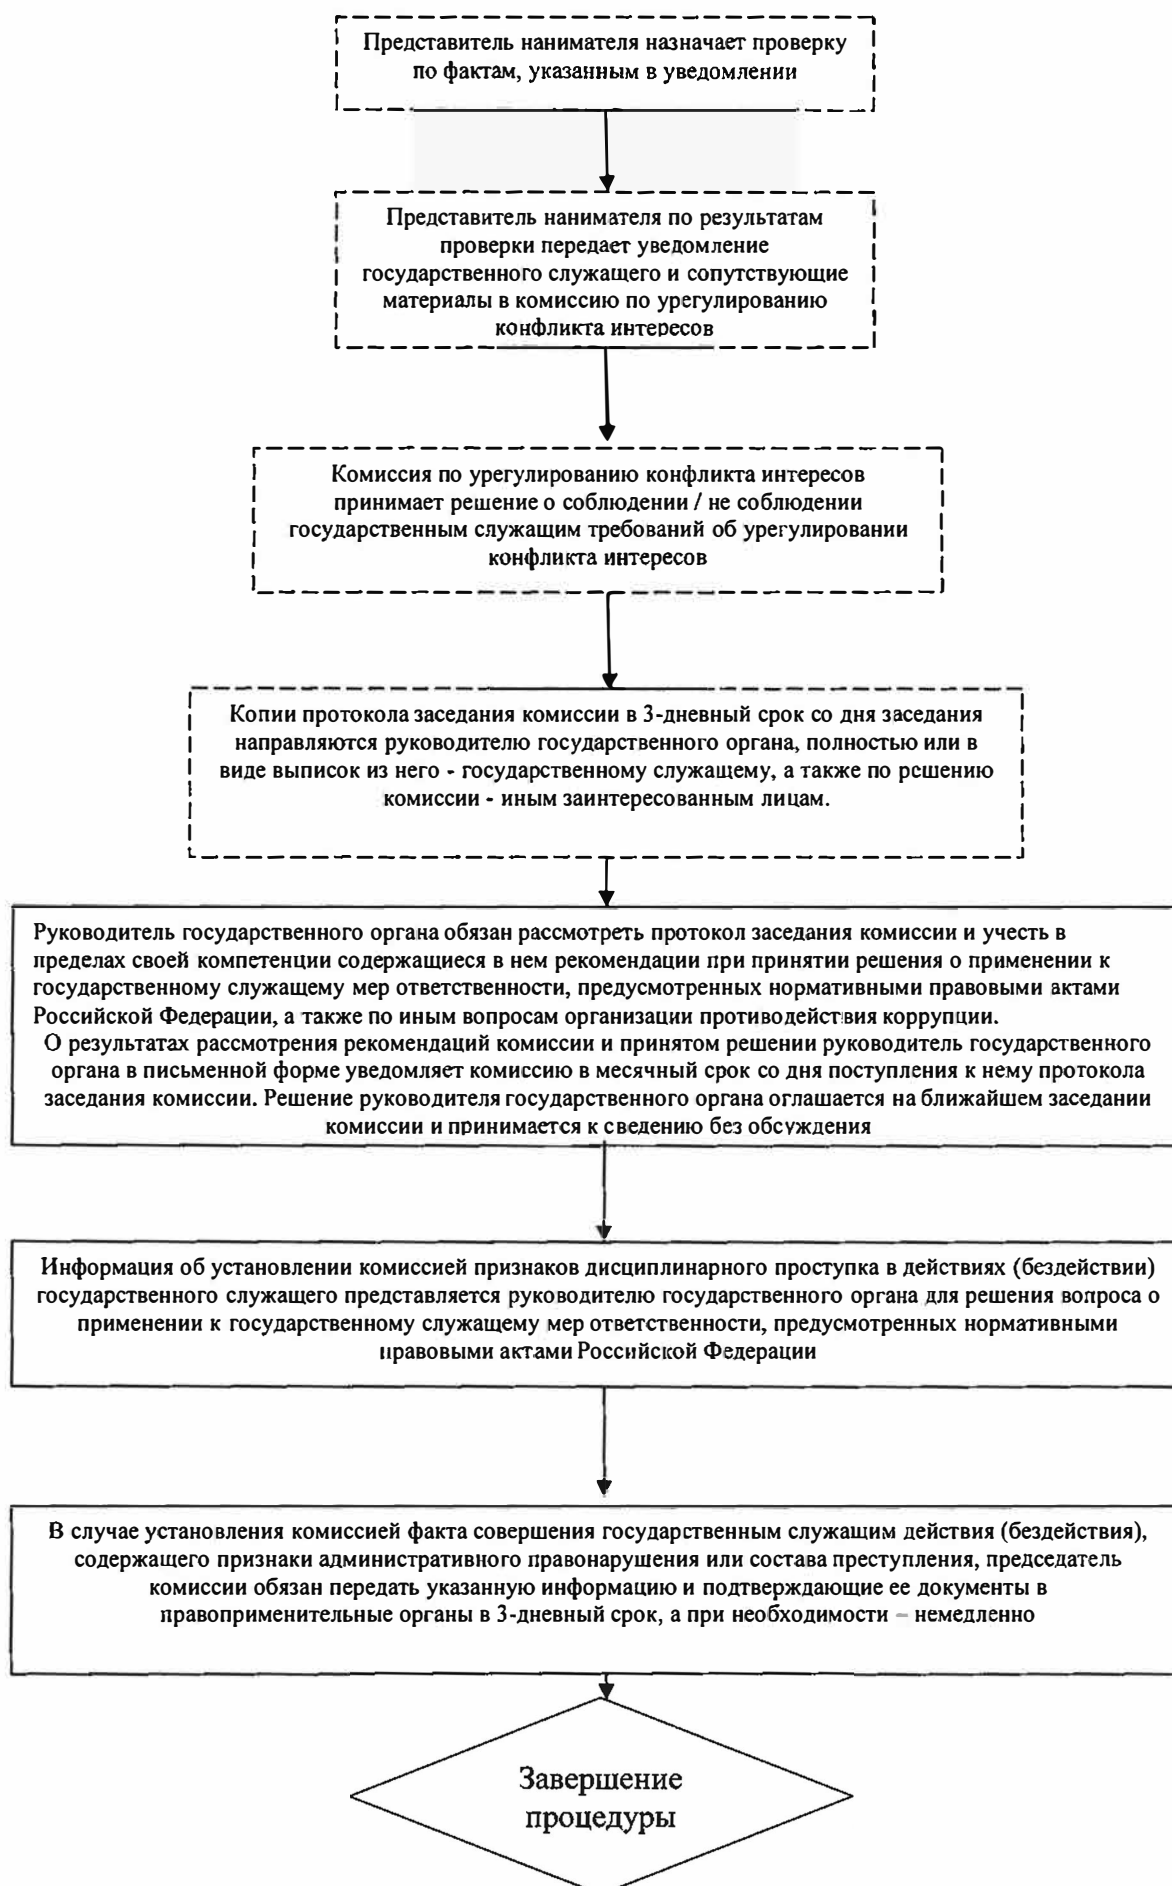 Представитель нанимателя назначает проверку
по фактам, указанным в уведомлении
Представитель нанимателя по результатам
проверки передает уведомление
государственного служащего и сопутствующие
материалы в комиссию по урегулированию
конфликта интересов
Комиссия по урегулированию конфликта интересов
принимает решение о соблюдении / не соблюдении
государственным служащим требований об урегулировании
конфликта интересов
Копии протокола заседания комиссии в 3-дневный срок со дня заседания
направляются руководителю государственного органа, полностью или в
виде выписок из него - государственному служащему, а также по решению
комиссии - иным заинтересованным лицам.
Руководитель государственного органа обязан рассмотреть протокол заседания комиссии и учесть в
пределах своей компетенции содержащиеся в нем рекомендации при принятии решения о применении к
государственному служащему мер ответственности, предусмотренных нормативными правовыми актами
Российской Федерации, а также по иным вопросам организации противодействия коррупции.
О результатах рассмотрения рекомендаций комиссии и принятом решении руководитель государственного
органа в письменной форме уведомляет комиссию в месячный срок со дня поступления к нему протокола
заседания комиссии. Решение руководителя государственного органа оглашается на ближайшем заседании
комиссии и принимается к сведению без обсуждения
Информация об установлении комиссией признаков дисциплинарного проступка в действиях (бездействии)
государственного служащего представляется руководителю государственного органа для решения вопроса о
применении к государственному служащему мер ответственности, предусмотренных нормативными
правовыми актами Российской Федерации
В случае установления комиссией факта совершения государственным служащим действия (бездействия),
содержащего признаки административного правонарушения или состава преступления, председатель
комиссии обязан передать указанную информацию и подтверждающие ее документы в
правоприменительные органы в 3-дневный срок, а при необходимости – немедленно
Завершение
процедуры